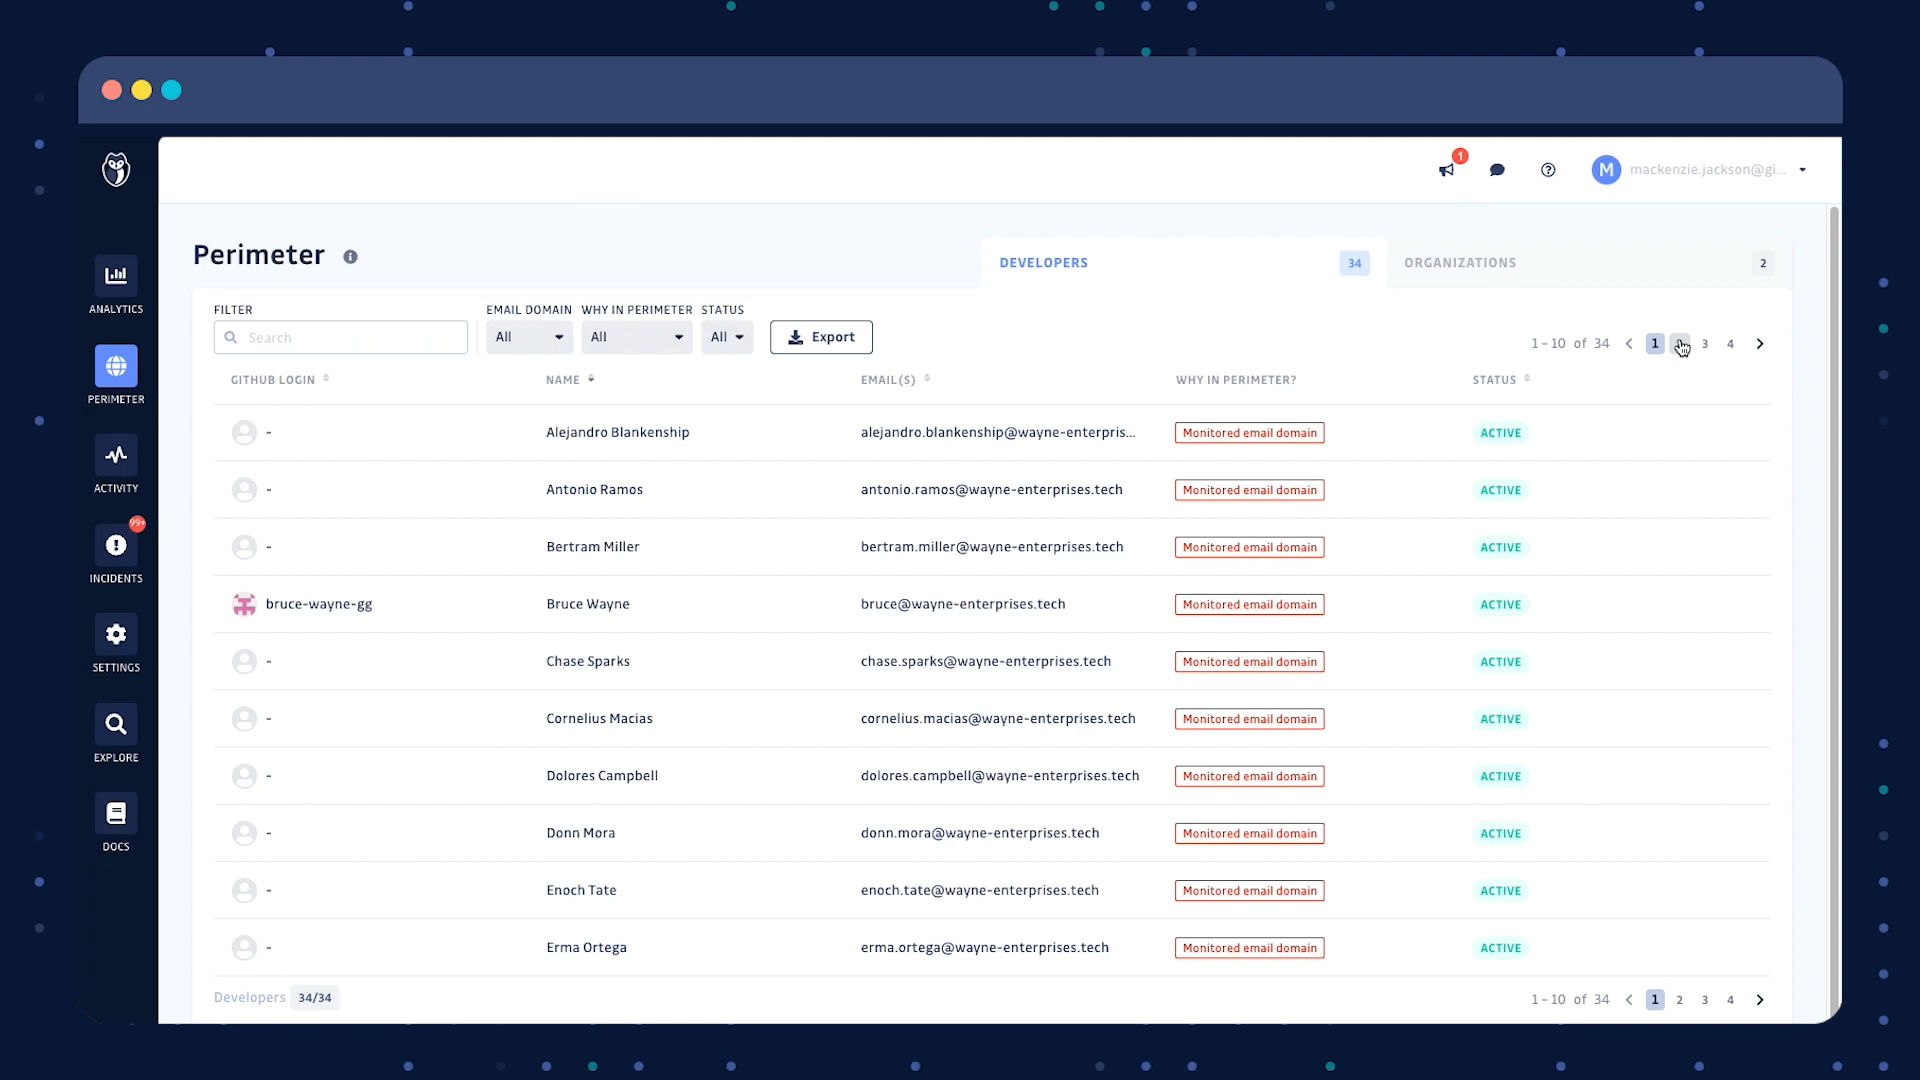 1
M mackenzie.jackson@gi...
Perimeter
DEVELOPERS 34 ORGANIZATIONS 2
ANALYTICS
PERIMETER
ACTIVITY
99+
INCIDENTS
SETTINGS
EXPLORE
DOCS
FILTER EMAIL DOMAIN WHY IN PERIMETER STATUS
Search All All All Export
1-10 of 34 1 3 4
GITHUB LOGIN NAME EMAIL(S) WHY IN PERIMETER? STATUS
- Alejandro Blankenship alejandro.blankenship@wayne-enterpris... Monitored email domain ACTIVE
- Antonio Ramos antonio.ramos@wayne-enterprises.tech Monitored email domain ACTIVE
- Bertram Miller bertram.miller@wayne-enterprises.tech Monitored email domain ACTIVE
bruce-wayne-gg Bruce Wayne bruce@wayne-enterprises.tech Monitored email domain ACTIVE
- Chase Sparks chase.sparks@wayne-enterprises.tech Monitored email domain ACTIVE
- Cornelius Macias cornelius.macias@wayne-enterprises.tech Monitored email domain ACTIVE
- Dolores Campbell dolores.campbell@wayne-enterprises.tech Monitored email domain ACTIVE
- Donn Mora donn.mora@wayne-enterprises.tech Monitored email domain ACTIVE
- Enoch Tate enoch.tate@wayne-enterprises.tech Monitored email domain ACTIVE
- Erma Ortega erma.ortega@wayne-enterprises.tech Monitored email domain ACTIVE
Developers 34/34 1-10 of 34 1 2 3 4